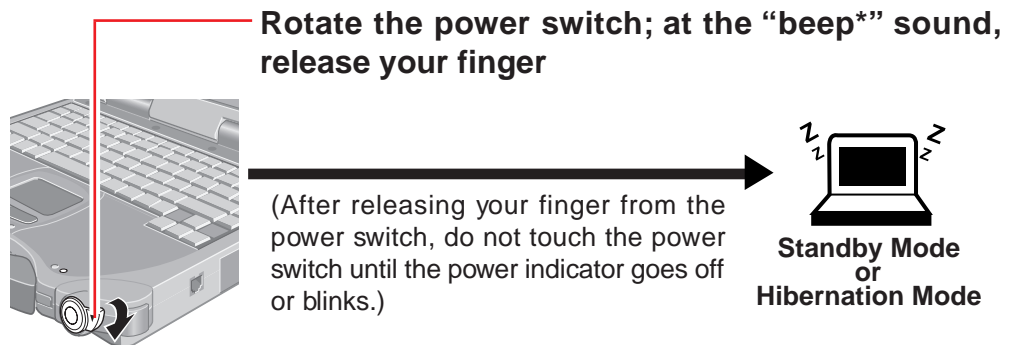 Rotate the power switch; at the “beep*” sound,
release your finger
(After releasing your finger from the
power switch, do not touch the power
switch until the power indicator goes off
or blinks.)
Z
Z
Z
Z
Standby Mode
or
Hibernation Mode